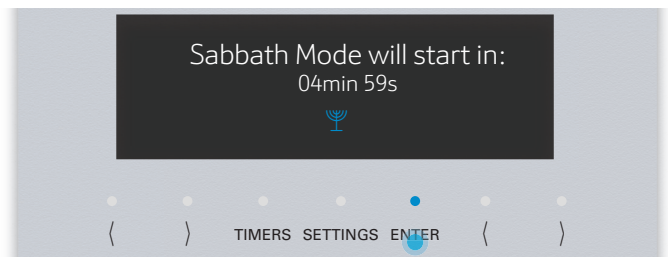 Sabbath Mode will start in:
04min 59s
⟨ ⟩ TIMERS SETTINGS ENTER ⟨ ⟩